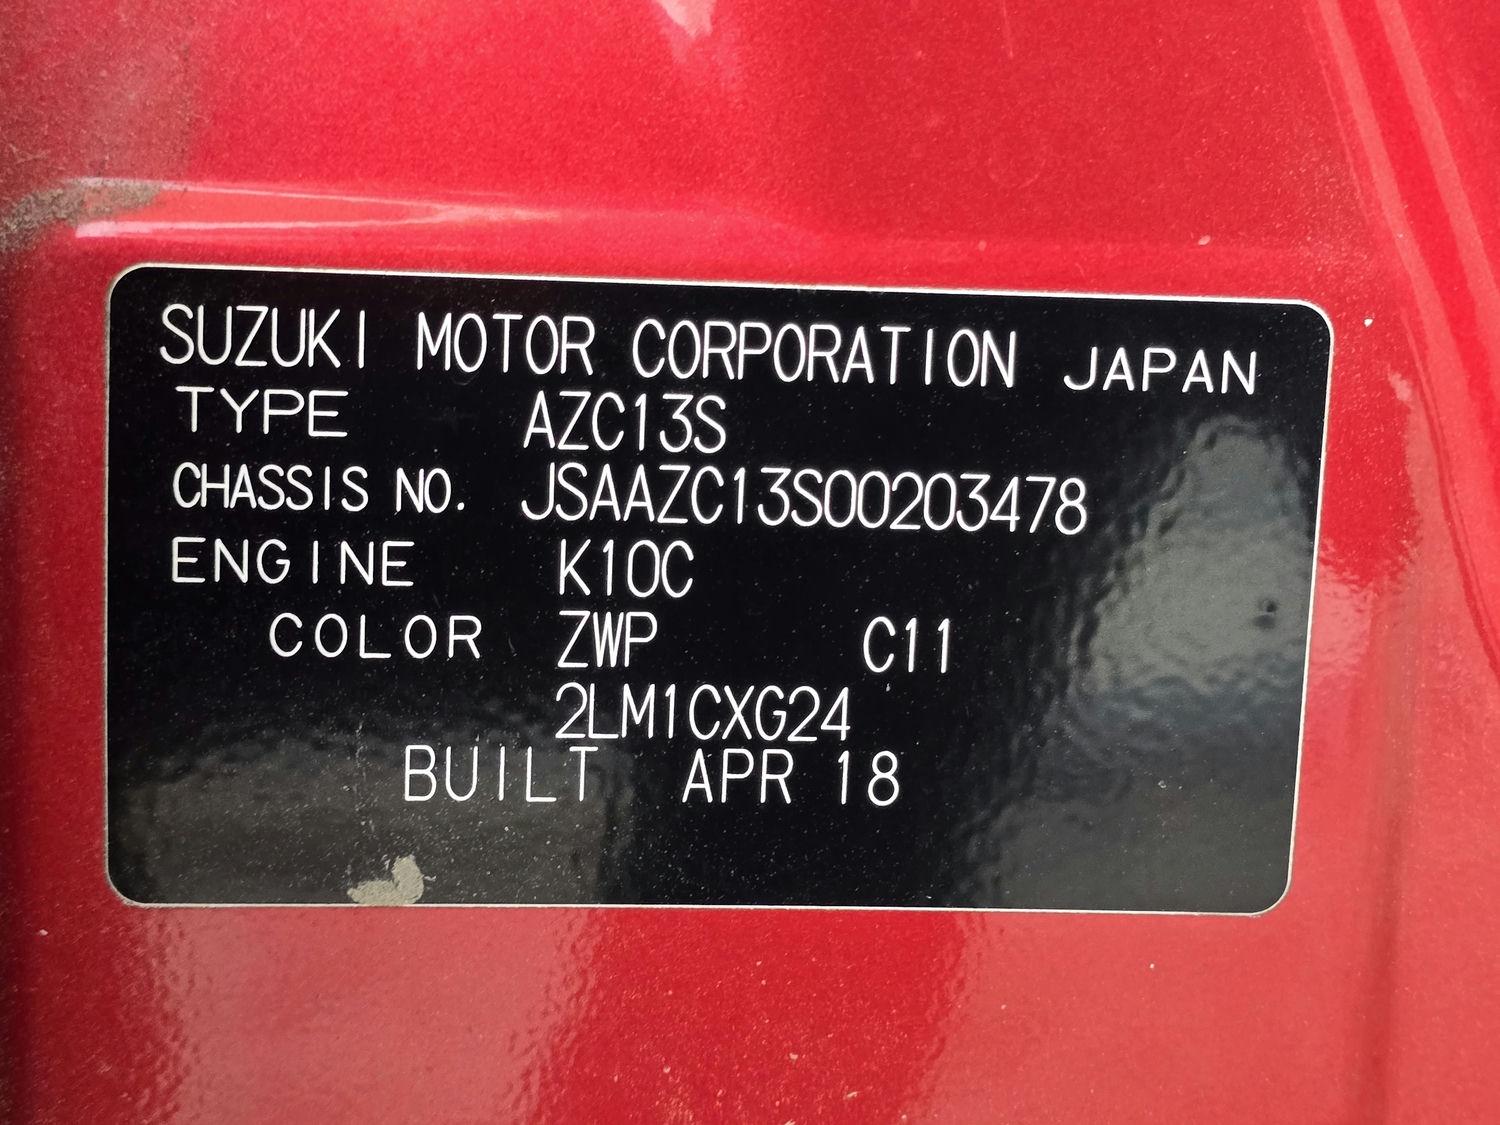 SUZUKI MOTOR CORPORATION JAPAN
TYPE AZC13S
CHASSIS NO. JSAAZC13S00203478
ENGINE K10C
COLOR ZWP C11
2LM1CXG24
BUILT APR 18